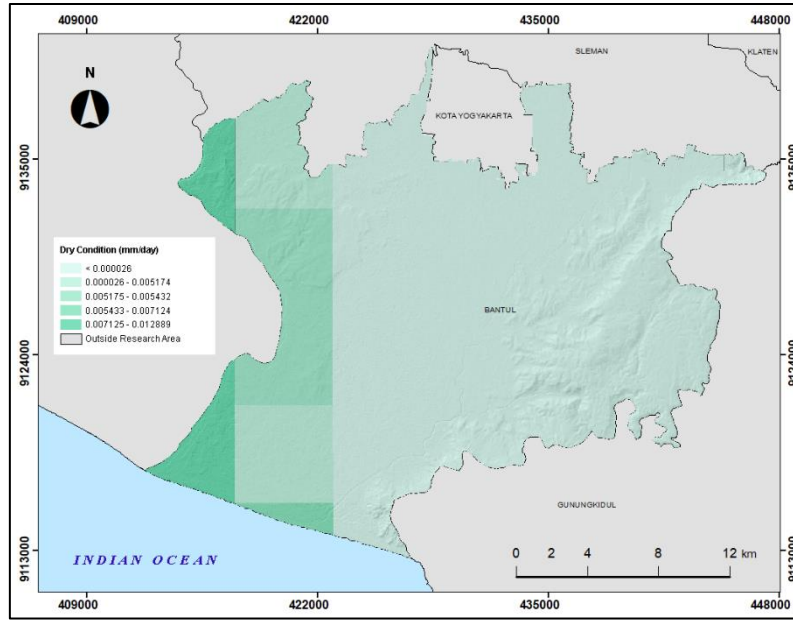 409000 422000 435000 448000
SLEMAN
KLATEN
N
KOTA YOGYAKARTA
9135000 9135000
Dry Condition (mm/day)
< 0.000026
0.000026 - 0.005174
0.005175 - 0.005432
0.005433 - 0.007124
0.007125 - 0.012889
Outside Research Area
BANTUL
9124000 9124000
GUNUNGKIDUL
INDIAN OCEAN
0 2 4 8 12 km
9113000 9113000
409000 422000 435000 448000